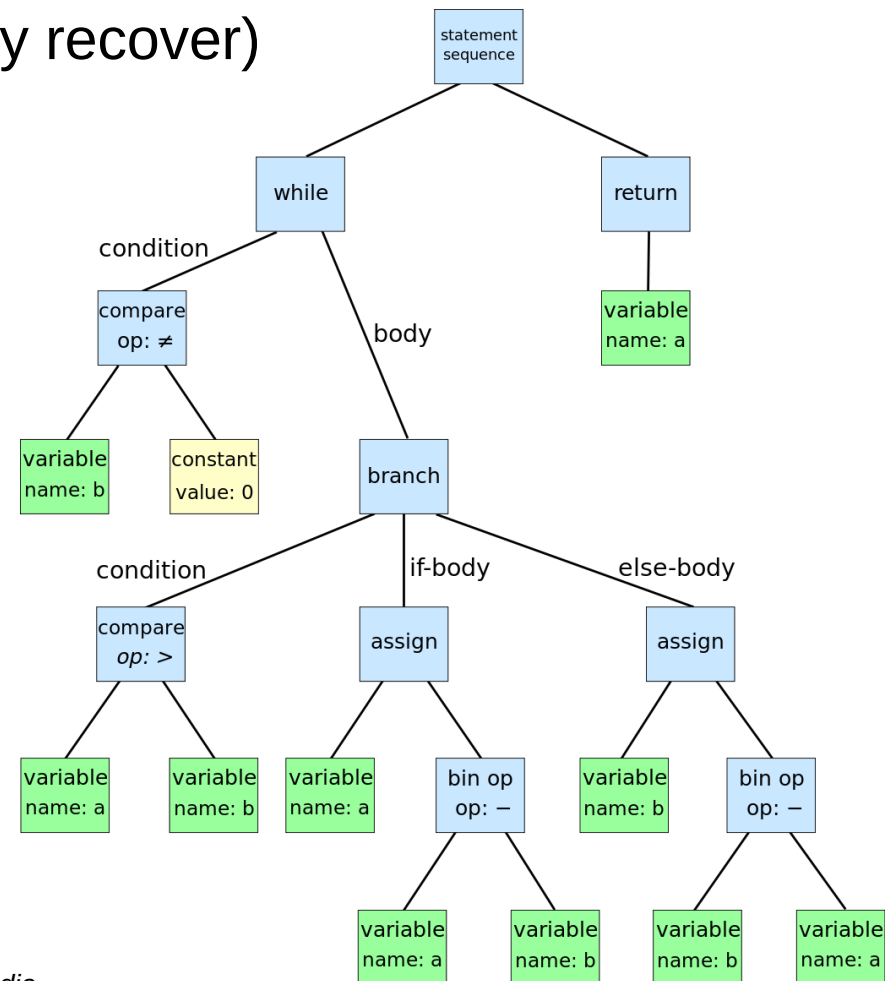 y recover)
statement
sequence
while
return
condition
compare
op: ≠
body
variable
name: a
variable
name: b
constant
value: 0
branch
condition
if-body
else-body
compare
op: >
assign
assign
variable
name: a
variable
name: b
variable
name: a
bin op
op: −
variable
name: b
bin op
op: −
variable
name: a
variable
name: b
variable
name: b
variable
name: a